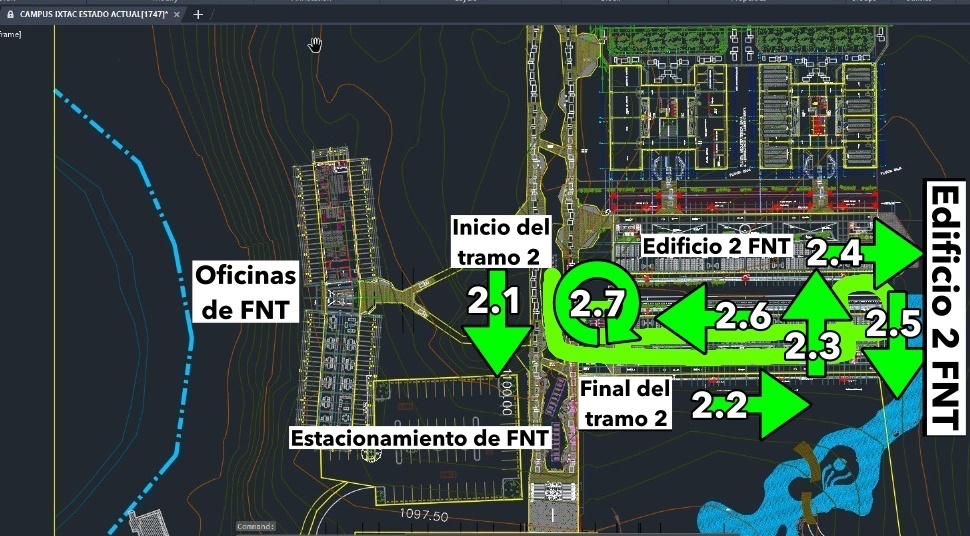 CAMPUS IXTAC ESTADO ACTUAL[1747]*
frame]
Inicio del
tramo 2
Edificio 2 FNT
2.4
Edificio 2 FNT
Oficinas
de FNT
2.1
2.7
2.6
2.5
2.3
100.00
Final del
tramo 2
2.2
Estacionamiento de FNT
1097.50
Command: